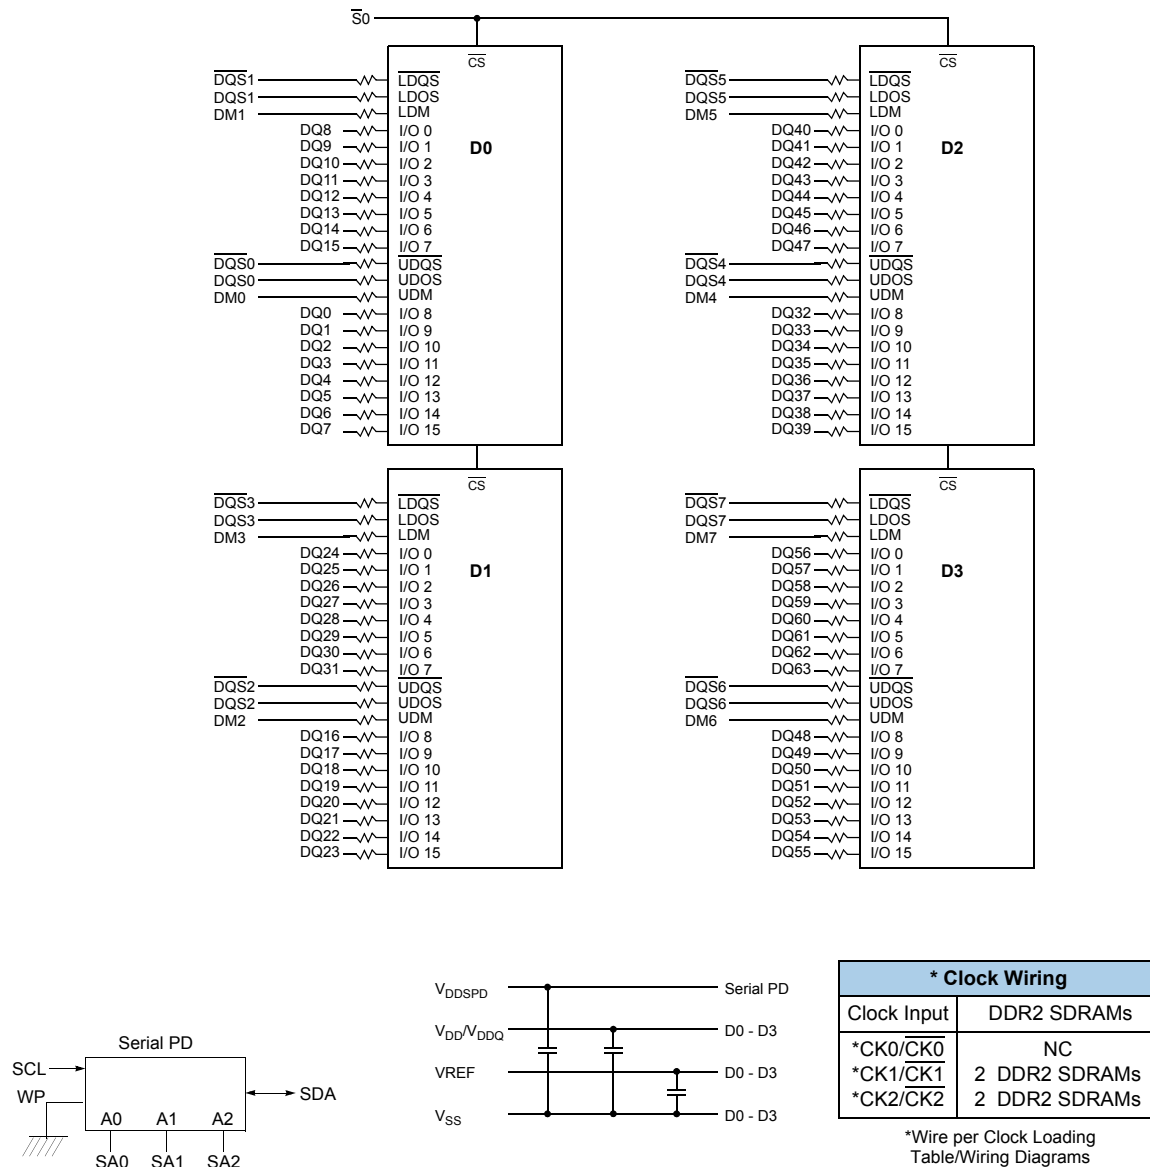 S0
CS
DQS1 LDQS
DQS1 LDOS
DM1 LDM
DQ8 I/O 0
DQ9 I/O 1
DQ10 I/O 2
DQ11 I/O 3
DQ12 I/O 4
DQ13 I/O 5
DQ14 I/O 6
DQ15 I/O 7
DQS0 UDQS
DQS0 UDOS
DM0 UDM
DQ0 I/O 8
DQ1 I/O 9
DQ2 I/O 10
DQ3 I/O 11
DQ4 I/O 12
DQ5 I/O 13
DQ6 I/O 14
DQ7 I/O 15
D0
CS
DQS5 LDQS
DQS5 LDOS
DM5 LDM
DQ40 I/O 0
DQ41 I/O 1
DQ42 I/O 2
DQ43 I/O 3
DQ44 I/O 4
DQ45 I/O 5
DQ46 I/O 6
DQ47 I/O 7
DQS4 UDQS
DQS4 UDOS
DM4 UDM
DQ32 I/O 8
DQ33 I/O 9
DQ34 I/O 10
DQ35 I/O 11
DQ36 I/O 12
DQ37 I/O 13
DQ38 I/O 14
DQ39 I/O 15
D2
CS
DQS3 LDQS
DQS3 LDOS
DM3 LDM
DQ24 I/O 0
DQ25 I/O 1
DQ26 I/O 2
DQ27 I/O 3
DQ28 I/O 4
DQ29 I/O 5
DQ30 I/O 6
DQ31 I/O 7
DQS2 UDQS
DQS2 UDOS
DM2 UDM
DQ16 I/O 8
DQ17 I/O 9
DQ18 I/O 10
DQ19 I/O 11
DQ20 I/O 12
DQ21 I/O 13
DQ22 I/O 14
DQ23 I/O 15
D1
CS
DQS7 LDQS
DQS7 LDOS
DM7 LDM
DQ56 I/O 0
DQ57 I/O 1
DQ58 I/O 2
DQ59 I/O 3
DQ60 I/O 4
DQ61 I/O 5
DQ62 I/O 6
DQ63 I/O 7
DQS6 UDQS
DQS6 UDOS
DM6 UDM
DQ48 I/O 8
DQ49 I/O 9
DQ50 I/O 10
DQ51 I/O 11
DQ52 I/O 12
DQ53 I/O 13
DQ54 I/O 14
DQ55 I/O 15
D3
Serial PD
SCL
WP
SDA
A0 A1 A2
SA0 SA1 SA2
VDDSPD Serial PD
VDD/VDDQ D0 - D3
VREF D0 - D3
VSS D0 - D3
* Clock Wiring
Clock Input DDR2 SDRAMs
*CK0/CK0 NC
*CK1/CK1 2 DDR2 SDRAMs
*CK2/CK2 2 DDR2 SDRAMs
*Wire per Clock Loading
Table/Wiring Diagrams